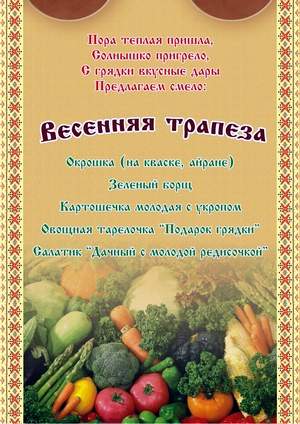 Пора теплая пришла,
Солнышко пригрело,
С грядки вкусные дары
Предлагаем смело:
Весенняя трапеза
Окрошка (на кваске, айране)
Зеленый борщ
Картошечка молодая с укропом
Овощная тарелочка "Подарок грядки"
Салатик "Дачный с молодой редисочкой"